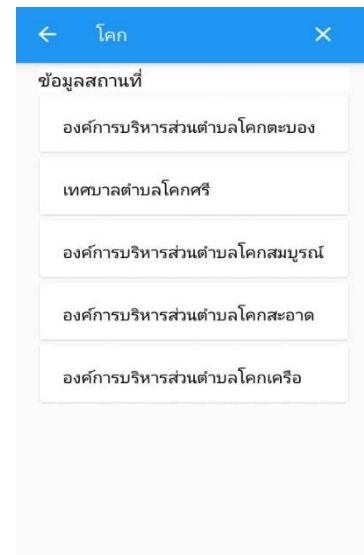 โคก
ข้อมูลสถานที่
องค์การบริหารส่วนตำบลโคกตะบอง
เทศบาลตำบลโคกศรี
องค์การบริหารส่วนตำบลโคกสมบูรณ์
องค์การบริหารส่วนตำบลโคกสะอาด
องค์การบริหารส่วนตำบลโคกเครือ